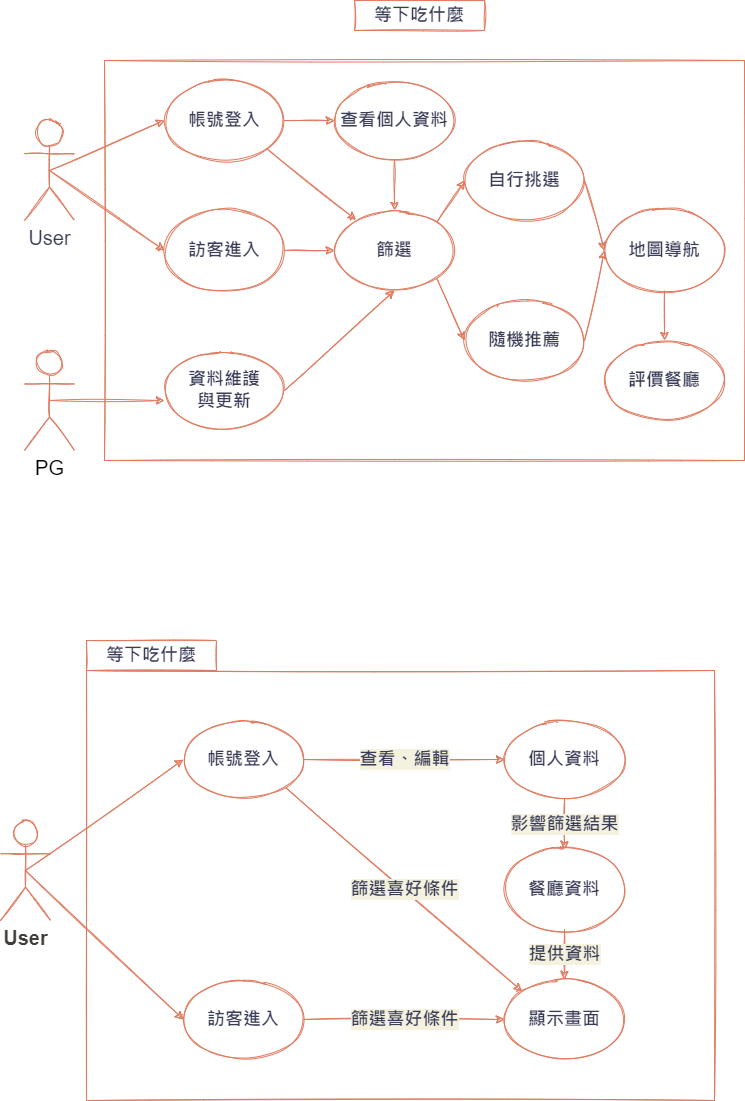 等下吃什麼
帳號登入
查看個人資料
自行挑選
User
訪客進入
篩選
地圖導航
隨機推薦
資料維護
與更新
評價餐廳
PG
等下吃什麼
帳號登入
查看、編輯
個人資料
影響篩選結果
篩選喜好條件
餐廳資料
User
提供資料
訪客進入
篩選喜好條件
顯示畫面